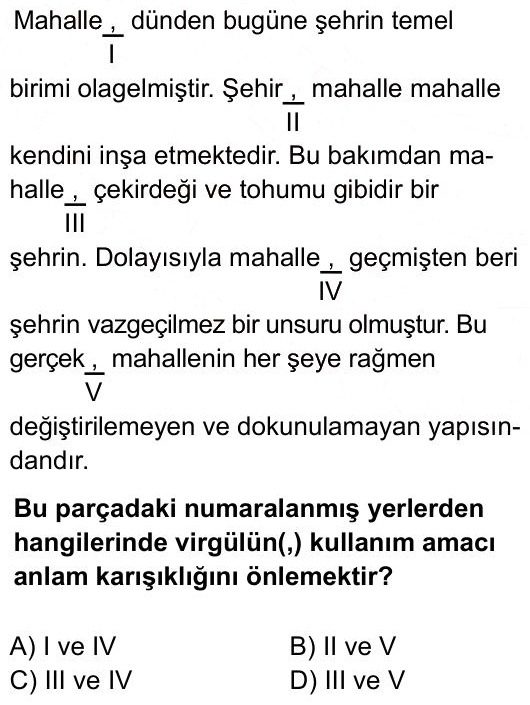 Mahalle , dünden bugüne şehrin temel
I
birimi olagelmiştir. Şehir , mahalle mahalle
II
kendini inşa etmektedir. Bu bakımdan ma-
halle , çekirdeği ve tohumu gibidir bir
III
şehrin. Dolayısıyla mahalle , geçmişten beri
IV
şehrin vazgeçilmez bir unsuru olmuştur. Bu
gerçek , mahallenin her şeye rağmen
V
değiştirilemeyen ve dokunulamayan yapısın-
dandır.
Bu parçadaki numaralanmış yerlerden
hangilerinde virgülün(,) kullanım amacı
anlam karışıklığını önlemektir?
A) I ve IV B) II ve V
C) III ve IV D) III ve V